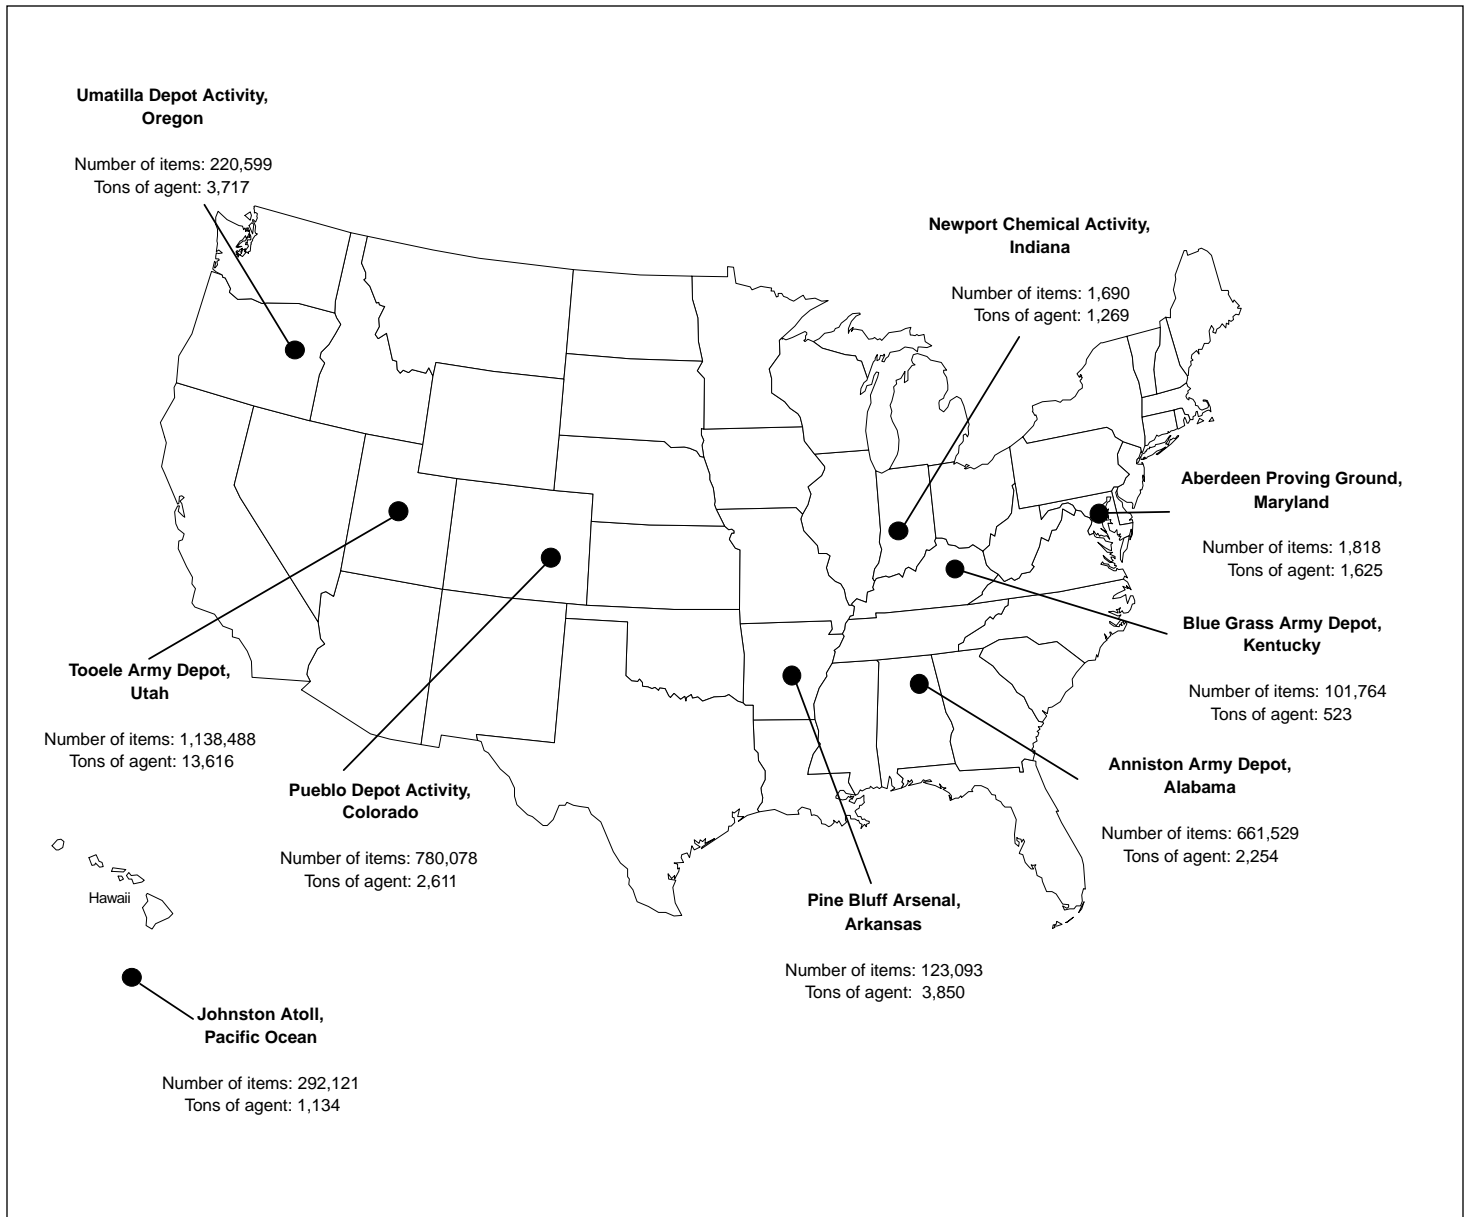 Umatilla Depot Activity,
Oregon
Number of items: 220,599
Tons of agent: 3,717
Newport Chemical Activity,
Indiana
Number of items: 1,690
Tons of agent: 1,269
Aberdeen Proving Ground,
Maryland
Number of items: 1,818
Tons of agent: 1,625
Blue Grass Army Depot,
Kentucky
Number of items: 101,764
Tons of agent: 523
Tooele Army Depot,
Utah
Number of items: 1,138,488
Tons of agent: 13,616
Pueblo Depot Activity,
Colorado
Number of items: 780,078
Tons of agent: 2,611
Anniston Army Depot,
Alabama
Number of items: 661,529
Tons of agent: 2,254
Pine Bluff Arsenal,
Arkansas
Number of items: 123,093
Tons of agent:  3,850
Hawaii
Johnston Atoll,
Pacific Ocean
Number of items: 292,121
Tons of agent: 1,134